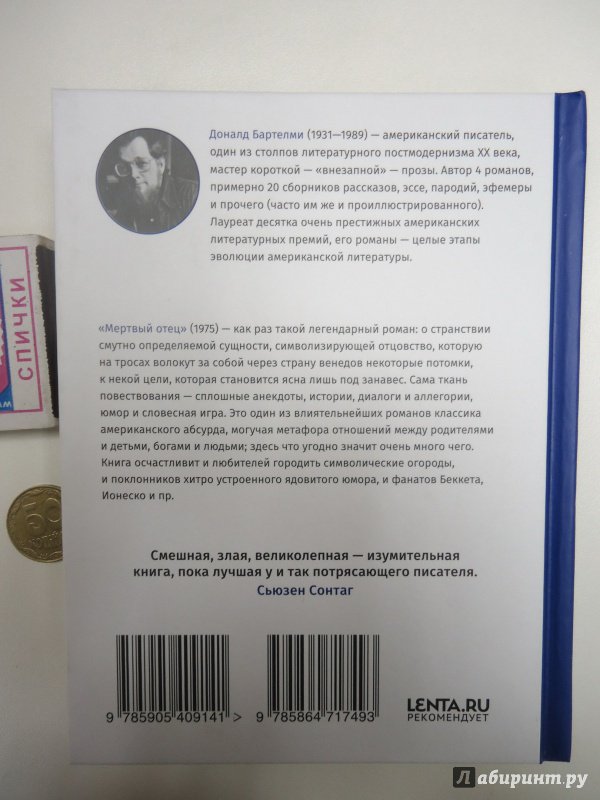 Доналд Бартелми (1931—1989) — американский писатель,
один из столпов литературного постмодернизма XX века,
мастер короткой — «внезапной» — прозы. Автор 4 романов,
примерно 20 сборников рассказов, эссе, пародий, эфемеры
и прочего (часто им же и проиллюстрированного).
Лауреат десятка очень престижных американских
литературных премий, его романы — целые этапы
эволюции американской литературы.
«Мертвый отец» (1975) — как раз такой легендарный роман: о странствии
смутно определяемой сущности, символизирующей отцовство, которую
на тросах волокут за собой через страну венедов некоторые потомки,
к некой цели, которая становится ясна лишь под занавес. Сама ткань
повествования — сплошные анекдоты, истории, диалоги и аллегории,
юмор и словесная игра. Это один из влиятельнейших романов классика
американского абсурда, могучая метафора отношений между родителями
и детьми, богами и людьми; здесь что угодно значит очень много чего.
Книга осчастливит и любителей городить символические огороды,
и поклонников хитро устроенного ядовитого юмора, и фанатов Беккета,
Ионеско и пр.
Смешная, злая, великолепная — изумительная
книга, пока лучшая у и так потрясающего писателя.
Сьюзен Сонтаг
9 785905 409141 >
9 785864 717493
LENTA.RU
РЕКОМЕНДУЕТ
СПИЧКИ
50
Лабиринт.ру